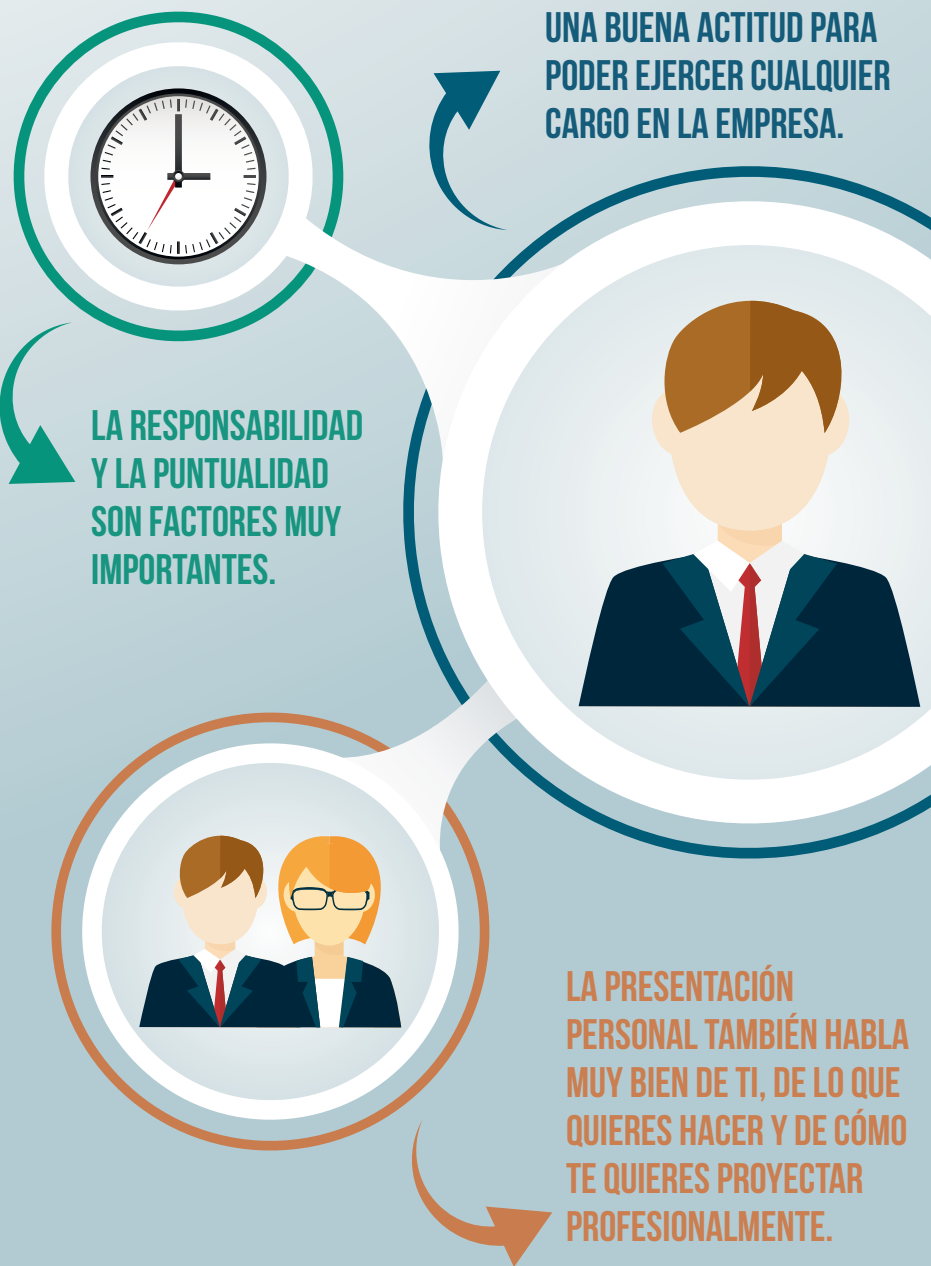 UNA BUENA ACTITUD PARA
PODER EJERCER CUALQUIER
CARGO EN LA EMPRESA.
LA RESPONSABILIDAD
Y LA PUNTUALIDAD
SON FACTORES MUY
IMPORTANTES.
LA PRESENTACIÓN
PERSONAL TAMBIÉN HABLA
MUY BIEN DE TI, DE LO QUE
QUIERES HACER Y DE CÓMO
TE QUIERES PROYECTAR
PROFESIONALMENTE.